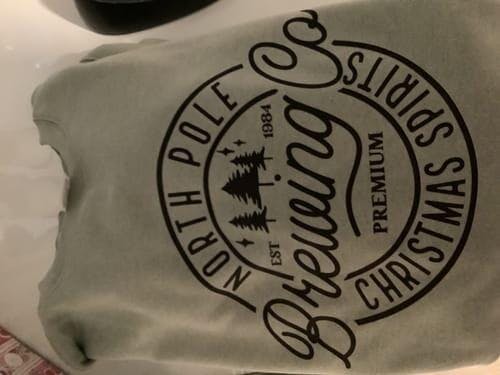 NORTH POLE
EST 1984
Brewing Co
PREMIUM
CHRISTMAS SPIRITS